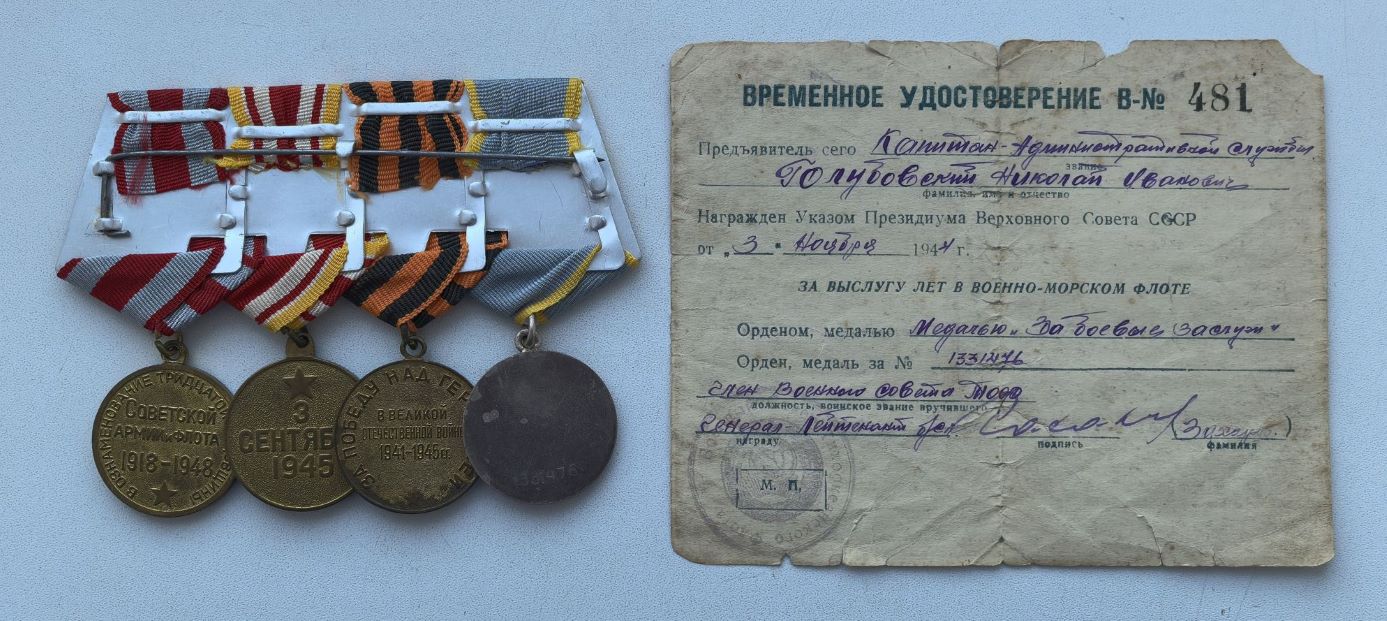 В ОЗНАМЕНОВАНИЕ ТРИДЦАТОЙ
СОВЕТСКОЙ
АРМИИ И ФЛОТА
1918-1948
3
СЕНТЯБ
1945
ЗА ПОБЕДУ НАД ГЕР
В ВЕЛИКОЙ
ОТЕЧЕСТВЕННОЙ ВОЙНЕ
1941-1945 гг.
ВРЕМЕННОЕ УДОСТОВЕРЕНИЕ В-№ 481
Предъявитель сего Капитан-Административной службы
звание
Голубовский Николай Иванович
фамилия, имя и отчество
Награжден Указом Президиума Верховного Совета СССР
от „3" Ноября 1944 г.
ЗА ВЫСЛУГУ ЛЕТ В ВОЕННО-МОРСКОМ ФЛОТЕ
Орденом, медалью Медалью „За боевые заслуги"
Орден, медаль за № 1331476
Член Военного Совета ТОФа
должность, воинское звание вручившего
Генерал-Лейтенант
награду
подпись
фамилия
М. П.